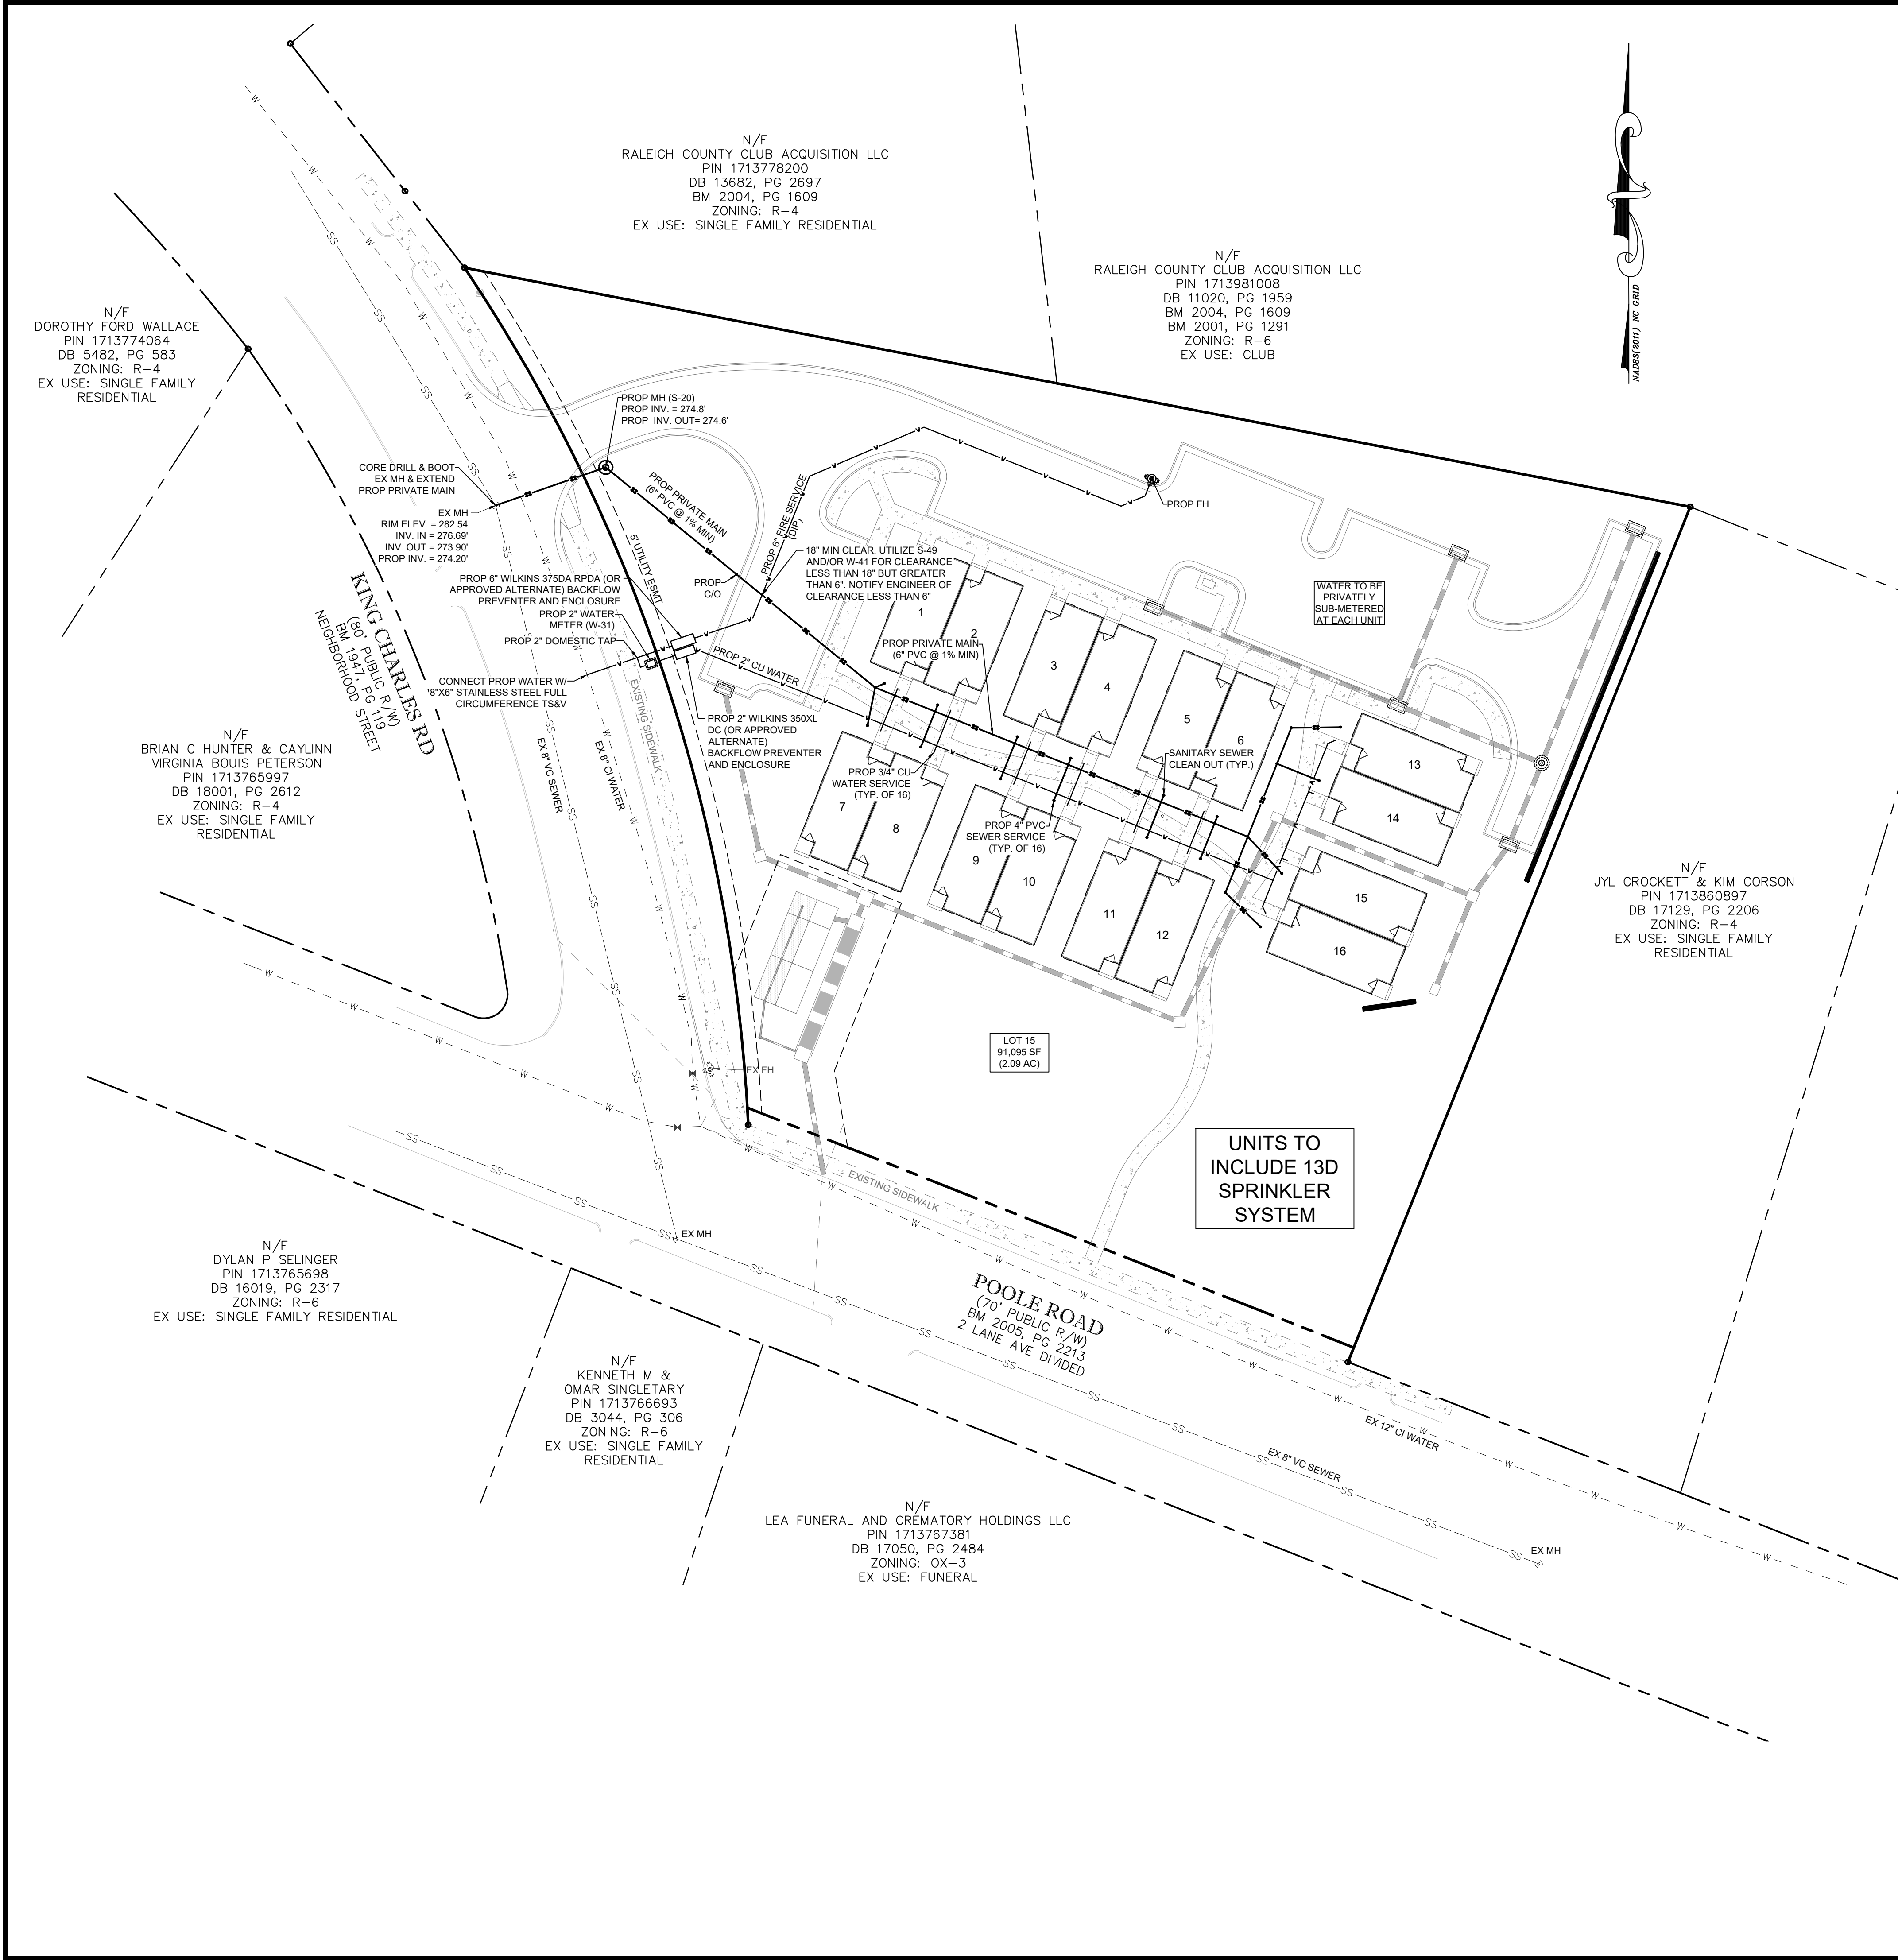 N/F
RALEIGH COUNTY CLUB ACQUISITION LLC
PIN 1713778200
DB 13682, PG 2697
BM 2004, PG 1609
ZONING: R-4
EX USE: SINGLE FAMILY RESIDENTIAL
N/F
RALEIGH COUNTY CLUB ACQUISITION LLC
PIN 1713981008
DB 11020, PG 1959
BM 2004, PG 1609
BM 2001, PG 1291
ZONING: R-6
EX USE: CLUB
NAD83(2011) NC GRID
N/F
DOROTHY FORD WALLACE
PIN 1713774064
DB 5482, PG 583
ZONING: R-4
EX USE: SINGLE FAMILY
RESIDENTIAL
PROP MH (S-20)
PROP INV. = 274.8'
PROP INV. OUT= 274.6'
CORE DRILL & BOOT
EX MH & EXTEND
PROP PRIVATE MAIN
EX MH
RIM ELEV. = 282.54
INV. IN = 276.69'
INV. OUT = 273.90'
PROP INV. = 274.20'
PROP PRIVATE MAIN
(6" PVC @ 1% MIN)
PROP 6" FIRE SERVICE
(DIP)
PROP FH
5' UTILITY ESMT
18" MIN CLEAR. UTILIZE S-49
AND/OR W-41 FOR CLEARANCE
LESS THAN 18" BUT GREATER
THAN 6". NOTIFY ENGINEER OF
CLEARANCE LESS THAN 6"
PROP
C/O
PROP 6" WILKINS 375DA RPDA (OR
APPROVED ALTERNATE) BACKFLOW
PREVENTER AND ENCLOSURE
PROP 2" WATER
METER (W-31)
PROP 2" DOMESTIC TAP
CONNECT PROP WATER W/
8"X6" STAINLESS STEEL FULL
CIRCUMFERENCE TS&V
KING CHARLES RD
(80' PUBLIC R/W)
BM 1947, PG 119
NEIGHBORHOOD STREET
WATER TO BE
PRIVATELY
SUB-METERED
AT EACH UNIT
1
2
PROP PRIVATE MAIN
(6" PVC @ 1% MIN)
3
4
5
6
PROP 2" CU WATER
PROP 2" WILKINS 350XL
DC (OR APPROVED
ALTERNATE)
BACKFLOW PREVENTER
AND ENCLOSURE
EXISTING SIDEWALK
EX 8" VC SEWER
EX 8" CI WATER
PROP 3/4" CU
WATER SERVICE
(TYP. OF 16)
SANITARY SEWER
CLEAN OUT (TYP.)
PROP 4" PVC
SEWER SERVICE
(TYP. OF 16)
7
8
9
10
11
12
13
14
15
16
N/F
BRIAN C HUNTER & CAYLINN
VIRGINIA BOUIS PETERSON
PIN 1713765997
DB 18001, PG 2612
ZONING: R-4
EX USE: SINGLE FAMILY
RESIDENTIAL
N/F
JYL CROCKETT & KIM CORSON
PIN 1713860897
DB 17129, PG 2206
ZONING: R-4
EX USE: SINGLE FAMILY
RESIDENTIAL
LOT 15
91,095 SF
(2.09 AC)
EX FH
UNITS TO
INCLUDE 13D
SPRINKLER
SYSTEM
EXISTING SIDEWALK
EX MH
N/F
DYLAN P SELINGER
PIN 1713765698
DB 16019, PG 2317
ZONING: R-6
EX USE: SINGLE FAMILY RESIDENTIAL
POOLE ROAD
(70' PUBLIC R/W)
BM 2005, PG 2213
2 LANE AVE DIVIDED
N/F
KENNETH M &
OMAR SINGLETARY
PIN 1713766693
DB 3044, PG 306
ZONING: R-6
EX USE: SINGLE FAMILY
RESIDENTIAL
EX 12" CI WATER
EX 8" VC SEWER
EX MH
N/F
LEA FUNERAL AND CREMATORY HOLDINGS LLC
PIN 1713767381
DB 17050, PG 2484
ZONING: OX-3
EX USE: FUNERAL